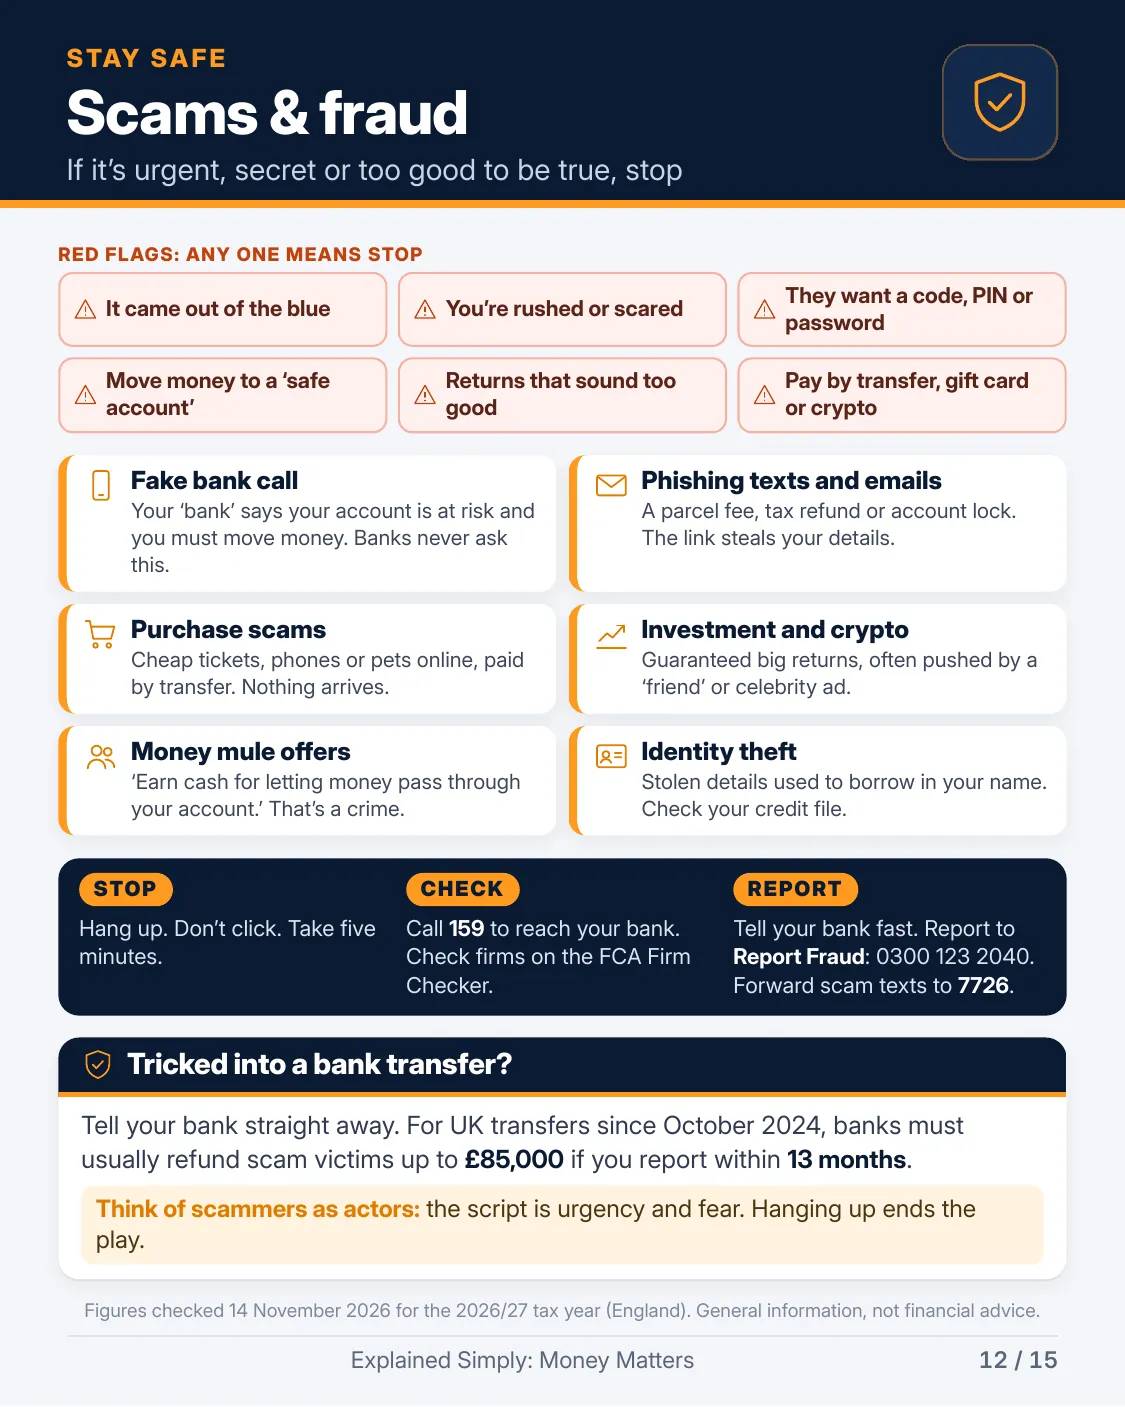 STAY SAFE
Scams & fraud
If it’s urgent, secret or too good to be true, stop
RED FLAGS: ANY ONE MEANS STOP
It came out of the blue
You’re rushed or scared
They want a code, PIN or
password
Move money to a ‘safe
account’
Returns that sound too
good
Pay by transfer, gift card
or crypto
Fake bank call
Your ‘bank’ says your account is at risk and
you must move money. Banks never ask
this.
Phishing texts and emails
A parcel fee, tax refund or account lock.
The link steals your details.
Purchase scams
Cheap tickets, phones or pets online, paid
by transfer. Nothing arrives.
Investment and crypto
Guaranteed big returns, often pushed by a
‘friend’ or celebrity ad.
Money mule offers
‘Earn cash for letting money pass through
your account.’ That’s a crime.
Identity theft
Stolen details used to borrow in your name.
Check your credit file.
STOP
Hang up. Don’t click. Take five
minutes.
CHECK
Call 159 to reach your bank.
Check firms on the FCA Firm
Checker.
REPORT
Tell your bank fast. Report to
Report Fraud: 0300 123 2040.
Forward scam texts to 7726.
Tricked into a bank transfer?
Tell your bank straight away. For UK transfers since October 2024, banks must
usually refund scam victims up to £85,000 if you report within 13 months.
Think of scammers as actors: the script is urgency and fear. Hanging up ends the
play.
Figures checked 14 November 2026 for the 2026/27 tax year (England). General information, not financial advice.
Explained Simply: Money Matters
12 / 15